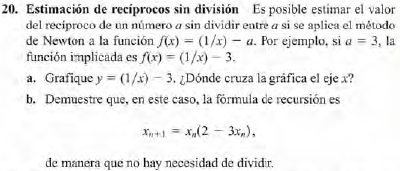 20. Estimación de recíprocos sin división Es posible estimar el valor
del recíproco de un número a sin dividir entre a si se aplica el método
de Newton a la función f(x) = (1/x) − a. Por ejemplo, si a = 3, la
función implicada es f(x) = (1/x) − 3.
a. Grafique y = (1/x) − 3. ¿Dónde cruza la gráfica el eje x?
b. Demuestre que, en este caso, la fórmula de recursión es
xₙ₊₁ = xₙ(2 − 3xₙ),
de manera que no hay necesidad de dividir.